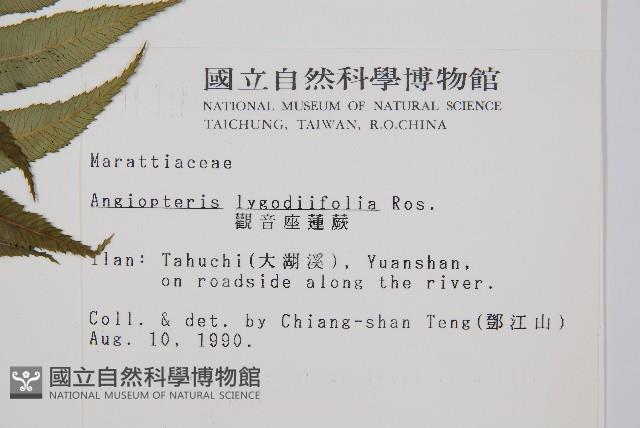 國立自然科學博物館
NATIONAL MUSEUM OF NATURAL SCIENCE
TAICHUNG, TAIWAN, R.O.CHINA
Marattiaceae
Angiopteris lygodiifolia Ros.
觀音座蓮蕨
Ilan: Tahuchi(大湖溪), Yuanshan,
on roadside along the river.
Coll. & det. by Chiang-shan Teng(鄧江山)
Aug. 10, 1990.
國立自然科學博物館
NATIONAL MUSEUM OF NATURAL SCIENCE